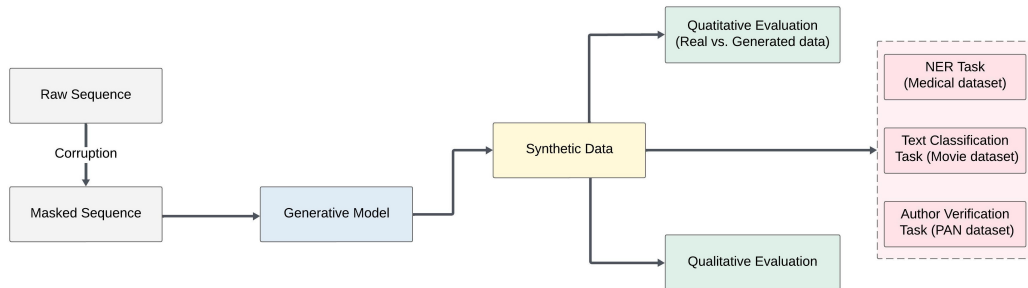 Quatitative Evaluation
(Real vs. Generated data)
NER Task
(Medical dataset)
Raw Sequence
Corruption
Text Classification
Task (Movie dataset)
Synthetic Data
Masked Sequence
Generative Model
Author Verification
Task (PAN dataset)
Qualitative Evaluation